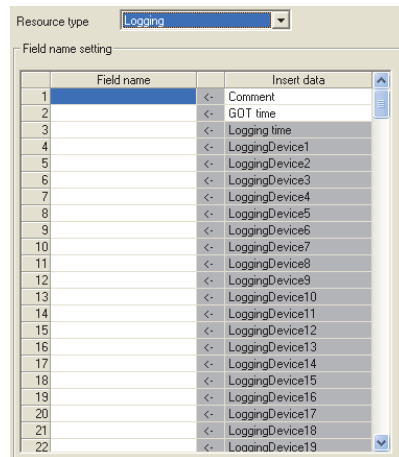 Resource type Logging
Field name setting
Field name Insert data
1 <- Comment
2 <- GOT time
3 <- Logging time
4 <- LoggingDevice1
5 <- LoggingDevice2
6 <- LoggingDevice3
7 <- LoggingDevice4
8 <- LoggingDevice5
9 <- LoggingDevice6
10 <- LoggingDevice7
11 <- LoggingDevice8
12 <- LoggingDevice9
13 <- LoggingDevice10
14 <- LoggingDevice11
15 <- LoggingDevice12
16 <- LoggingDevice13
17 <- LoggingDevice14
18 <- LoggingDevice15
19 <- LoggingDevice16
20 <- LoggingDevice17
21 <- LoggingDevice18
22 <- LoggingDevice19